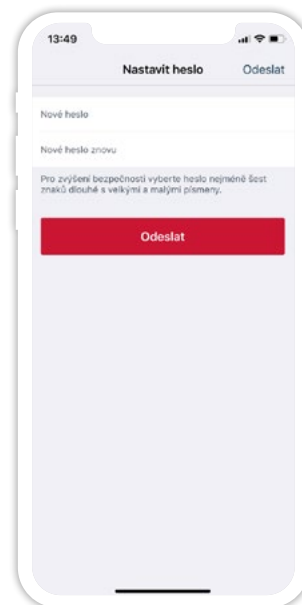 13:49
Nastavit heslo Odeslat
Nové heslo
Nové heslo znovu
Pro zvýšení bezpečnosti vyberte heslo nejméně šest
znaků dlouhé s velkými a malými písmeny.
Odeslat